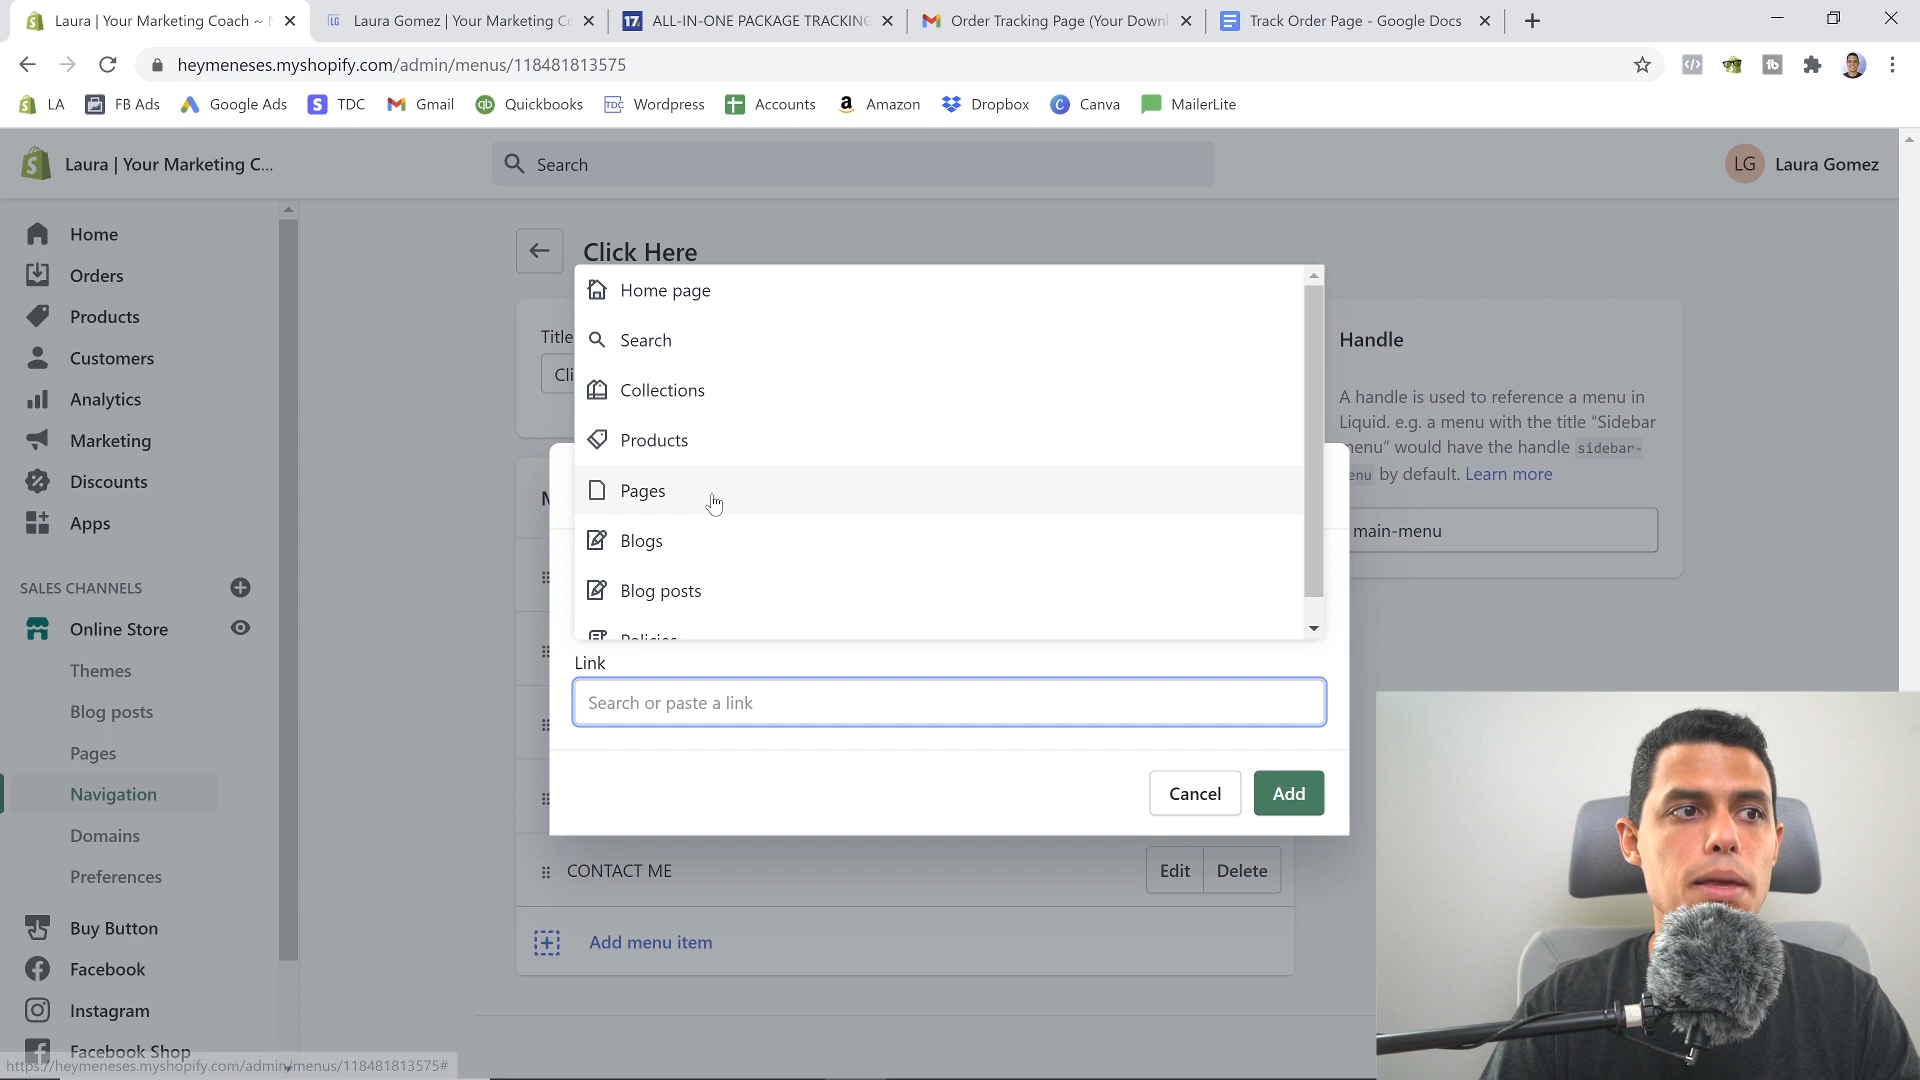 Laura | Your Marketing Coach ~
Laura Gomez | Your Marketing Co
17
ALL-IN-ONE PACKAGE TRACKING
Order Tracking Page (Your Downl
Track Order Page - Google Docs
heymeneses.myshopify.com/admin/menus/118481813575
LA
FB Ads
Google Ads
TDC
Gmail
Quickbooks
Wordpress
Accounts
Amazon
Dropbox
Canva
MailerLite
Laura | Your Marketing C...
Search
LG
Laura Gomez
Home
Orders
Products
Customers
Analytics
Marketing
Discounts
Apps
SALES CHANNELS
Online Store
Themes
Blog posts
Pages
Navigation
Domains
Preferences
Buy Button
Facebook
Instagram
Facebook Shop
https://heymeneses.myshopify.com/admin/menus/118481813575#
Click Here
Title
Cli
Home page
Search
Collections
Products
Pages
Blogs
Blog posts
Policies
Link
Search or paste a link
Cancel
Add
CONTACT ME
Edit
Delete
Add menu item
Handle
A handle is used to reference a menu in
Liquid. e.g. a menu with the title “Sidebar
menu” would have the handle sidebar-
enu by default. Learn more
main-menu